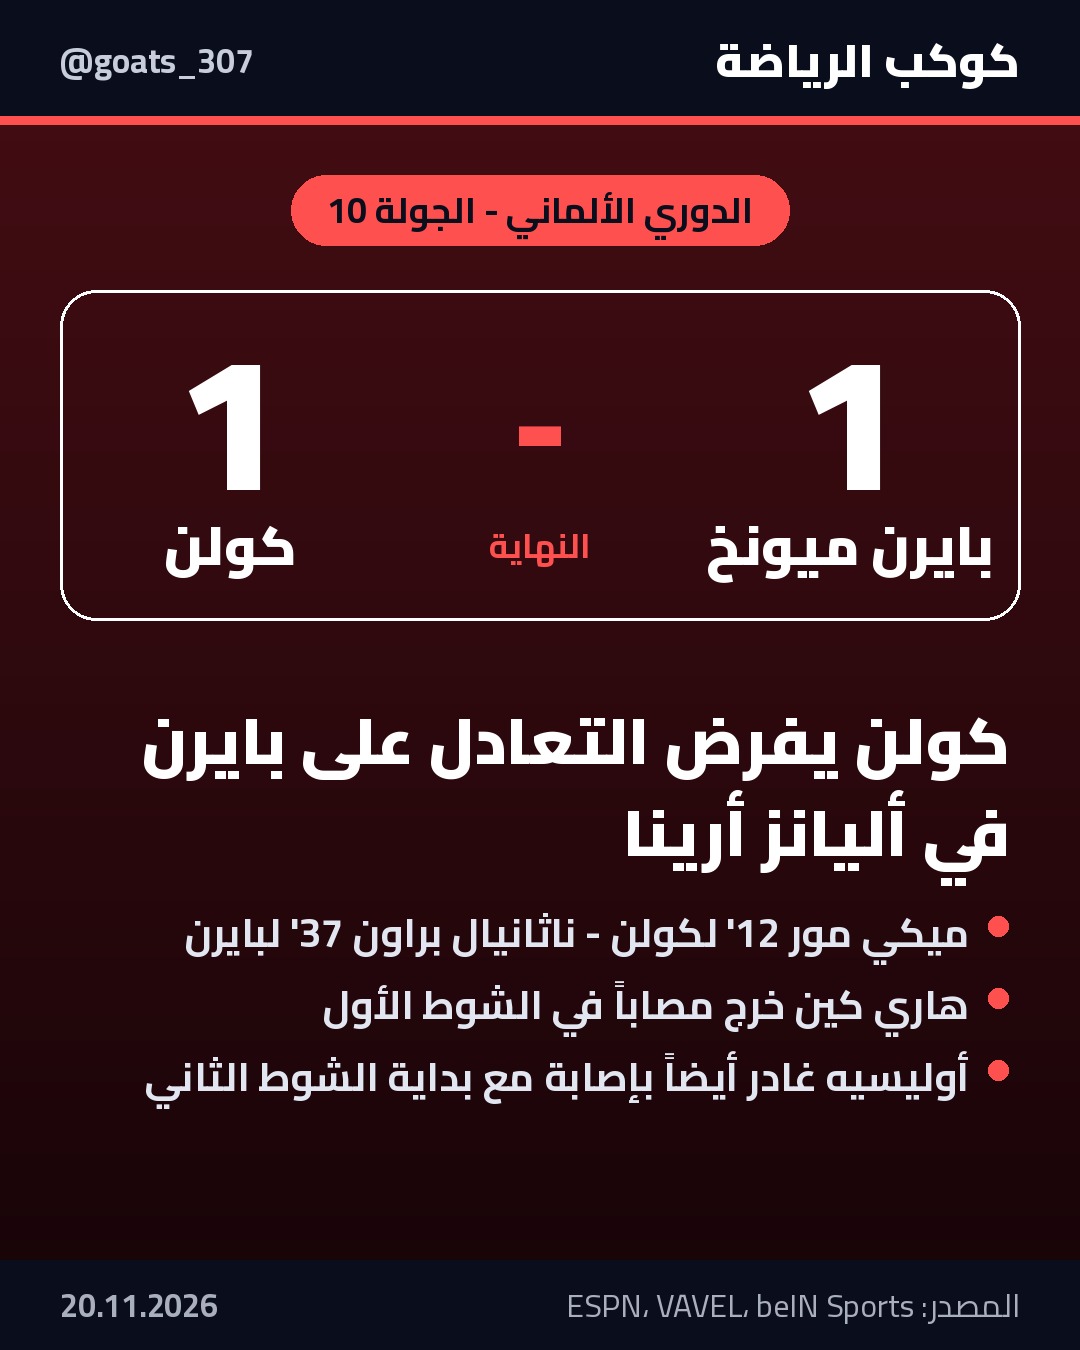 كوكب الرياضة
@goats_307
الدوري الألماني - الجولة 10
1 - 1
بايرن ميونخ النهاية كولن
كولن يفرض التعادل على بايرن
في أليانز أرينا
ميكي مور 12' لكولن - ناثانيال براون 37' لبايرن
هاري كين خرج مصاباً في الشوط الأول
أوليسيه غادر أيضاً بإصابة مع بداية الشوط الثاني
المصدر: ESPN، VAVEL، beIN Sports
20.11.2026